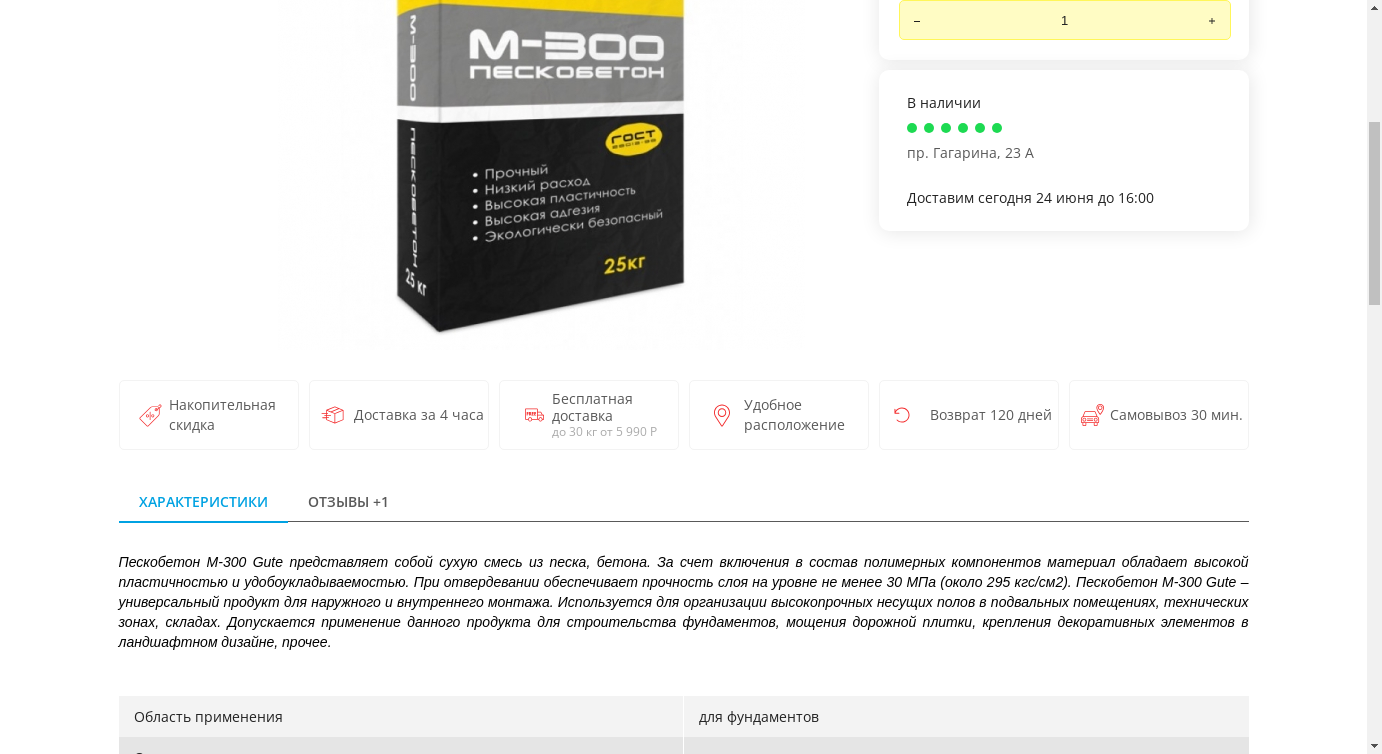 М-300
ПЕСКОБЕТОН
М-300
ПЕСКОБЕТОН
25 кг
ГОСТ
• Прочный
• Низкий расход
• Высокая пластичность
• Высокая адгезия
• Экологически безопасный
25кг
– 1 +
В наличии
пр. Гагарина, 23 А
Доставим сегодня 24 июня до 16:00
Накопительная
скидка
Доставка за 4 часа
Бесплатная
доставка
до 30 кг от 5 990 Р
Удобное
расположение
Возврат 120 дней
Самовывоз 30 мин.
ХАРАКТЕРИСТИКИ
ОТЗЫВЫ +1
Пескобетон М-300 Gute представляет собой сухую смесь из песка, бетона. За счет включения в состав полимерных компонентов материал обладает высокой
пластичностью и удобоукладываемостью. При отвердевании обеспечивает прочность слоя на уровне не менее 30 МПа (около 295 кгс/см2). Пескобетон М-300 Gute –
универсальный продукт для наружного и внутреннего монтажа. Используется для организации высокопрочных несущих полов в подвальных помещениях, технических
зонах, складах. Допускается применение данного продукта для строительства фундаментов, мощения дорожной плитки, крепления декоративных элементов в
ландшафтном дизайне, прочее.
Область применения
для фундаментов